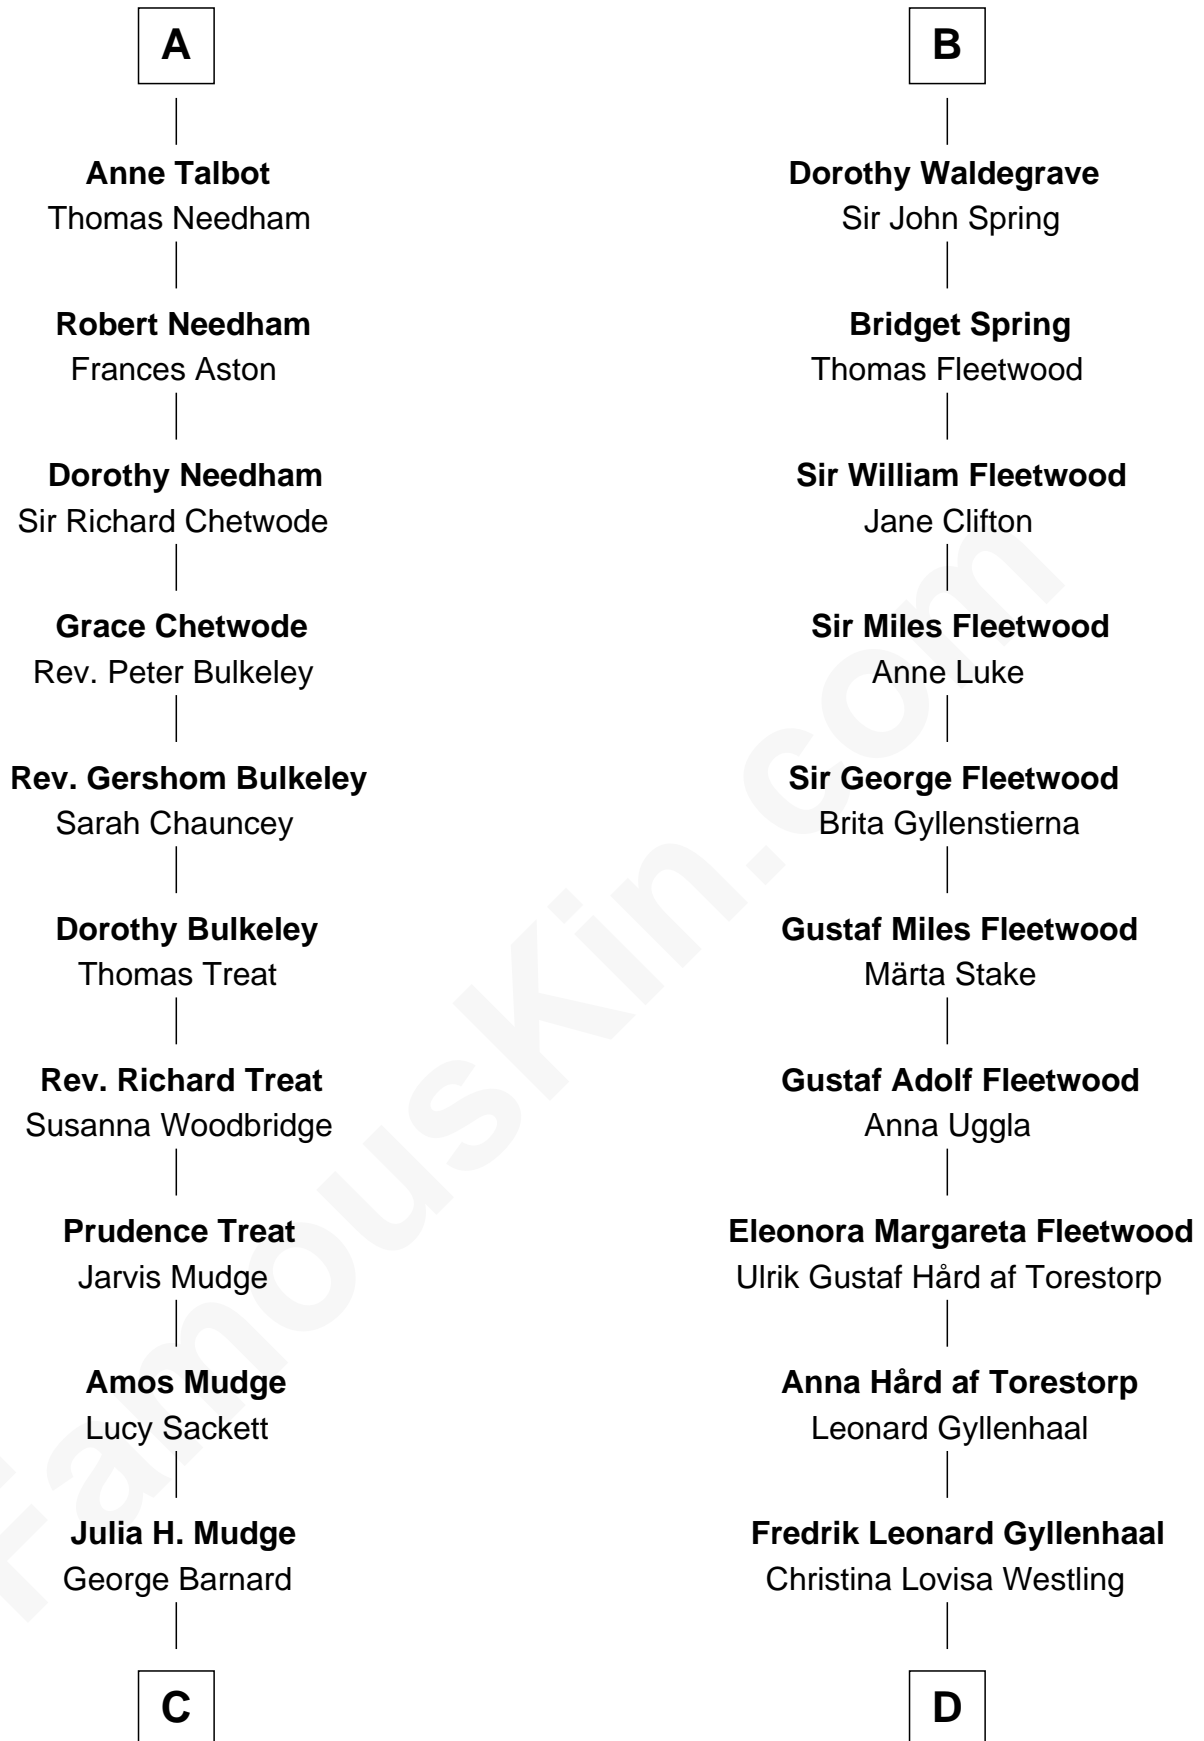 A
Anne Talbot
Thomas Needham
Robert Needham
Frances Aston
Dorothy Needham
Sir Richard Chetwode
Grace Chetwode
Rev. Peter Bulkeley
Rev. Gershom Bulkeley
Sarah Chauncey
Dorothy Bulkeley
Thomas Treat
Rev. Richard Treat
Susanna Woodbridge
Prudence Treat
Jarvis Mudge
Amos Mudge
Lucy Sackett
Julia H. Mudge
George Barnard
C
B
Dorothy Waldegrave
Sir John Spring
Bridget Spring
Thomas Fleetwood
Sir William Fleetwood
Jane Clifton
Sir Miles Fleetwood
Anne Luke
Sir George Fleetwood
Brita Gyllenstierna
Gustaf Miles Fleetwood
Märta Stake
Gustaf Adolf Fleetwood
Anna Uggla
Eleonora Margareta Fleetwood
Ulrik Gustaf Hård af Torestorp
Anna Hård af Torestorp
Leonard Gyllenhaal
Fredrik Leonard Gyllenhaal
Christina Lovisa Westling
D
FamousKin.com